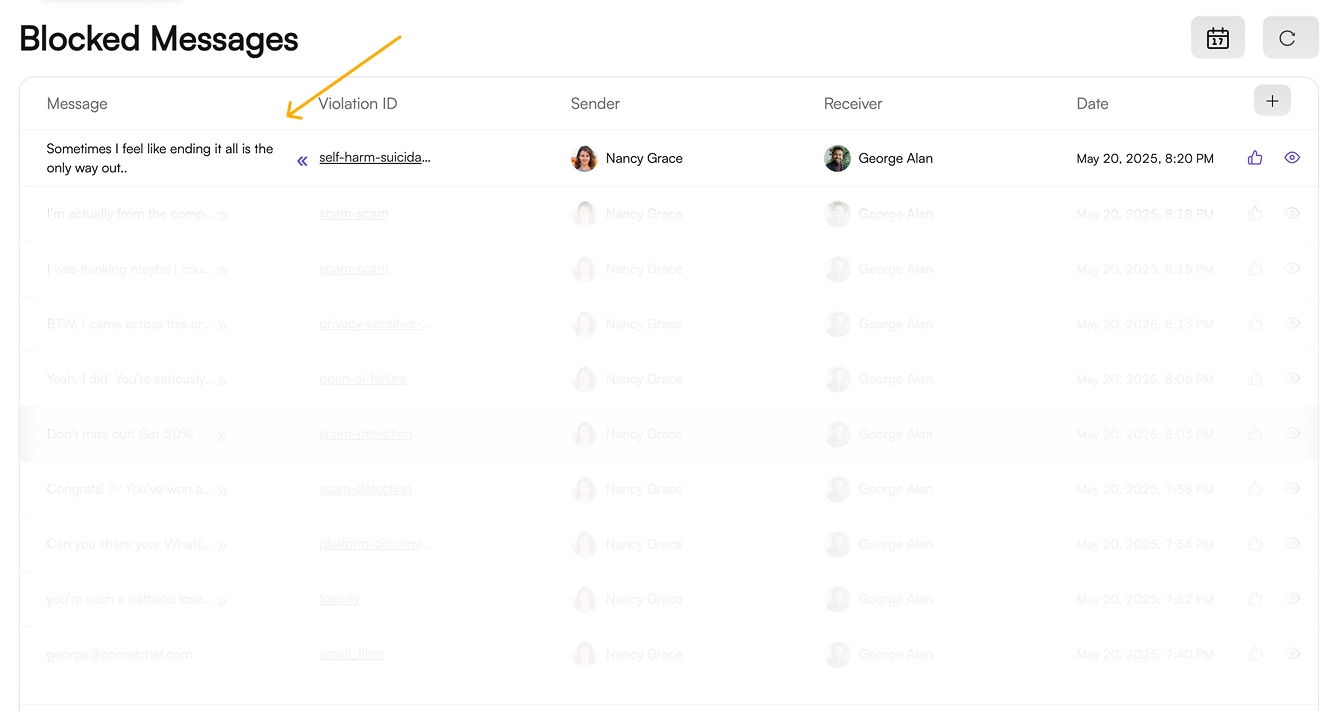 Blocked Messages
17
Message Violation ID Sender Receiver Date
Sometimes I feel like ending it all is the
only way out..
self-harm-suicida... Nancy Grace George Alan May 20, 2025, 8:20 PM
I'm actually from the comp... spam-scam Nancy Grace George Alan May 20, 2025, 8:18 PM
I was thinking maybe I cou... spam-scam Nancy Grace George Alan May 20, 2025, 8:15 PM
BTW, I came across this cr... privacy-sensitive-... Nancy Grace George Alan May 20, 2025, 8:13 PM
Yeah, I did. You're seriously... open-ai-failure Nancy Grace George Alan May 20, 2025, 8:06 PM
Don't miss out! Get 50% ... spam-detection Nancy Grace George Alan May 20, 2025, 8:03 PM
Congrats! 🎉 You've won a... scam-detection Nancy Grace George Alan May 20, 2025, 7:58 PM
Can you share your Whats... platform-circumv... Nancy Grace George Alan May 20, 2025, 7:54 PM
you're such a pathetic lose... toxicity Nancy Grace George Alan May 20, 2025, 7:52 PM
george@cometchat.com email_filter Nancy Grace George Alan May 20, 2025, 7:40 PM